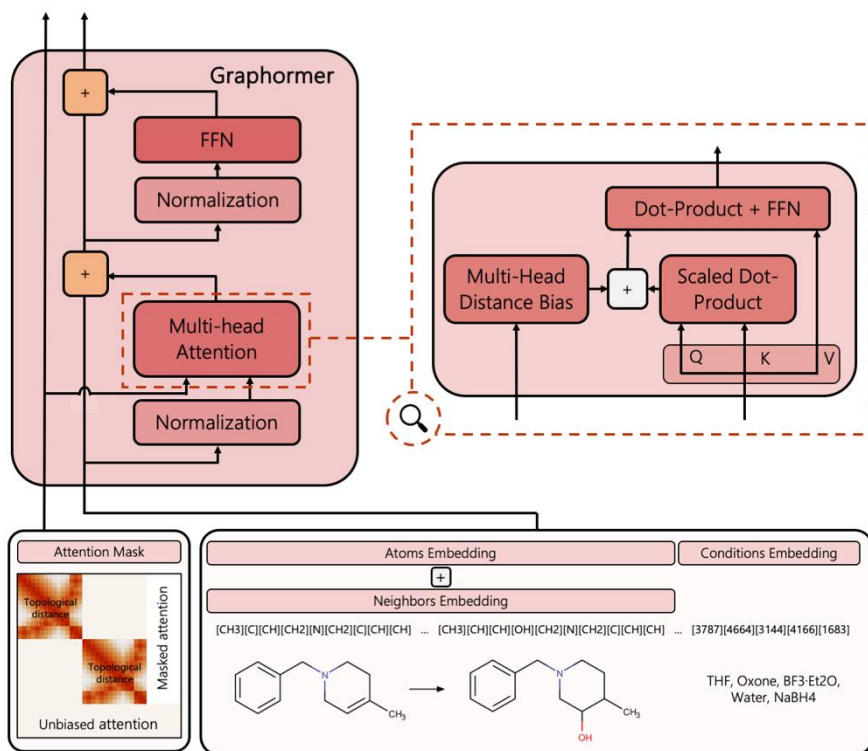 Graphormer
+
FFN
Normalization
+
Multi-head
Attention
Normalization
Dot-Product + FFN
Multi-Head
Distance Bias
+
Scaled Dot-
Product
Q K V
Attention Mask
Topological
distance
Topological
distance
Masked attention
Unbiased attention
Atoms Embedding
Conditions Embedding
+
Neighbors Embedding
[CH3][C][CH][CH2][N][CH2][C][CH][CH] ... [CH3][CH][CH][OH][CH2][N][CH2][C][CH][CH] ... [3787][4664][3144][4166][1683]
N
CH₃
N
CH₃
OH
THF, Oxone, BF3·Et2O,
Water, NaBH4